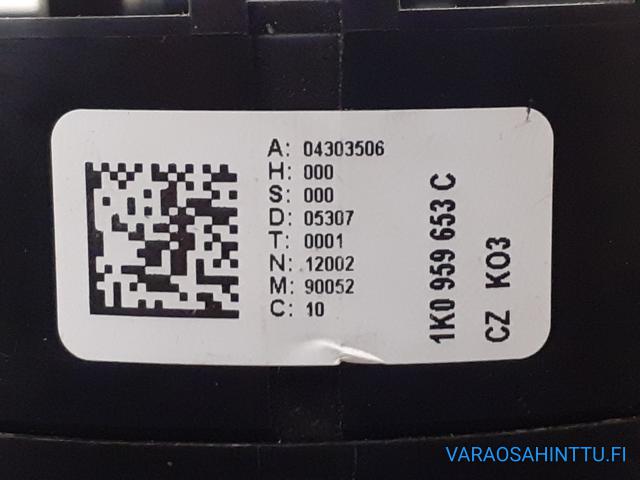 A: 04303506
H: 000
S: 000
D: 05307
T: 0001
N: 12002
M: 90052
C: 10
1K0 959 653 C
CZ KO3
VARAOSAHINTTU.FI